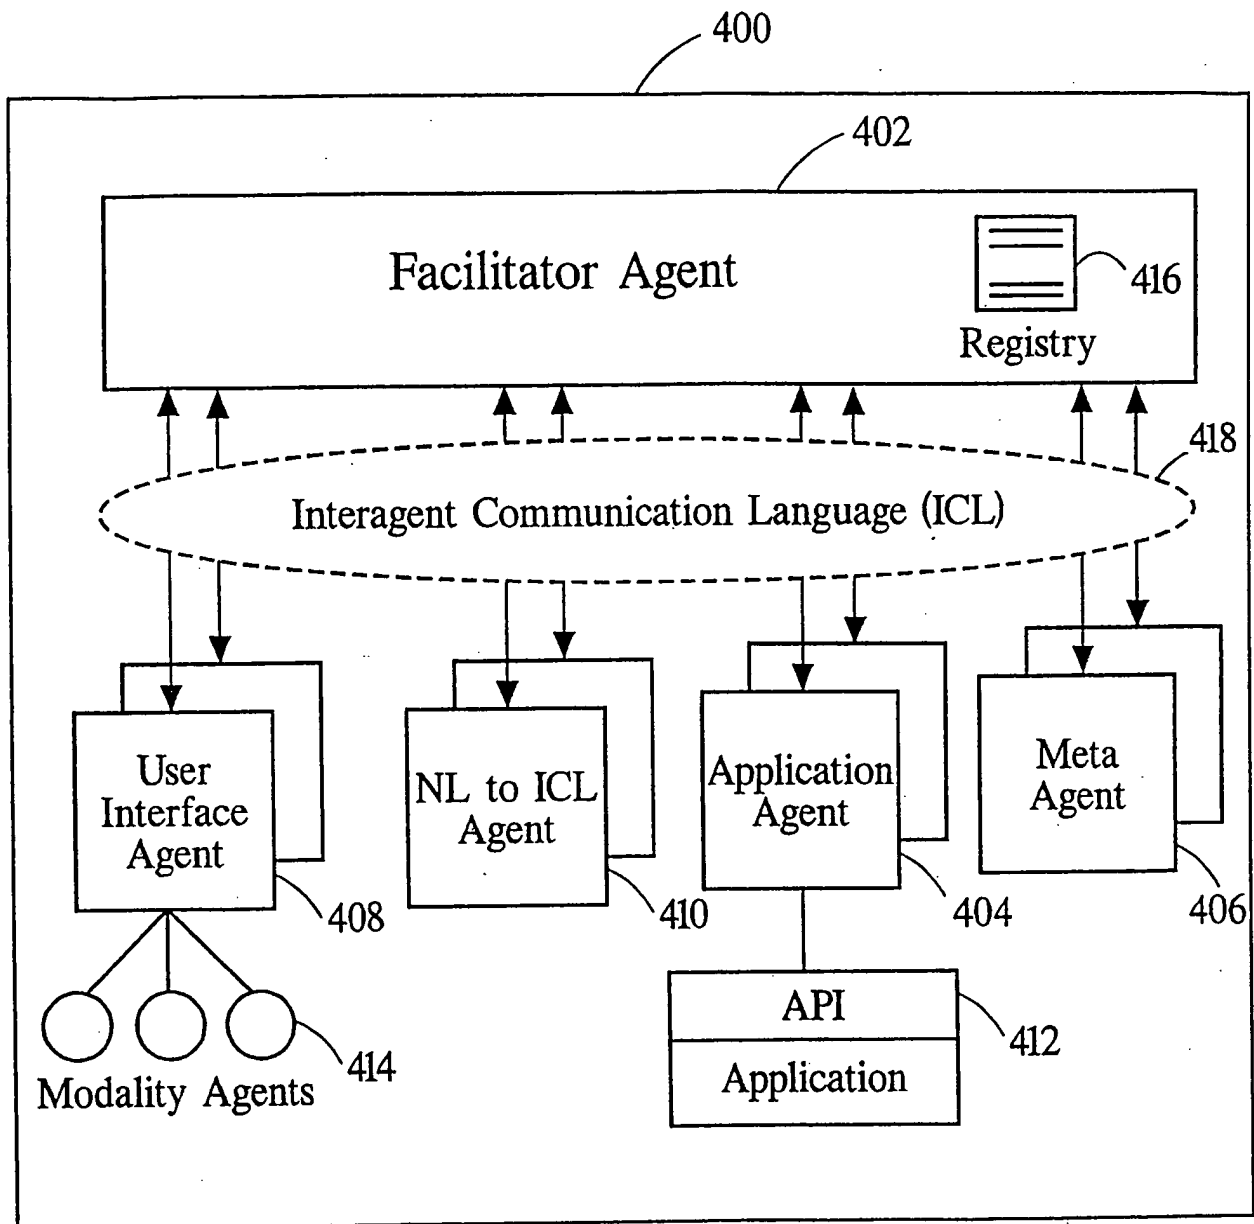 400
402
Facilitator Agent
416
Registry
418
Interagent Communication Language (ICL)
User
Interface
Agent
408
NL to ICL
Agent
410
Application
Agent
404
Meta
Agent
406
414
Modality Agents
API
412
Application